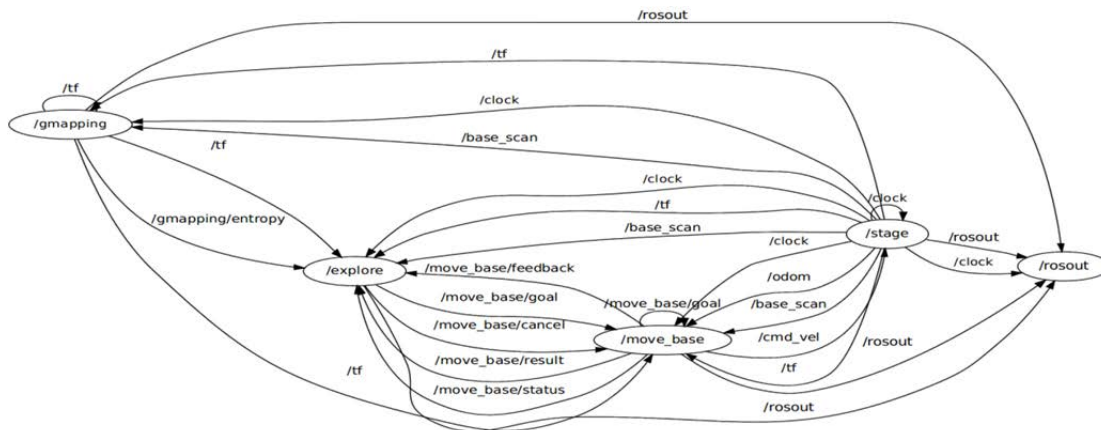 /rosout
/tf
/tf
/clock
/gmapping
/base_scan
/tf
/clock
/clock
/tf
/gmapping/entropy
/base_scan
/stage
/clock
/rosout
/explore
/move_base/feedback
/odom
/clock
/rosout
/move_base/goal
/move_base/goal
/base_scan
/move_base/cancel
/move_base
/cmd_vel
/rosout
/move_base/result
/tf
/tf
/move_base/status
/rosout